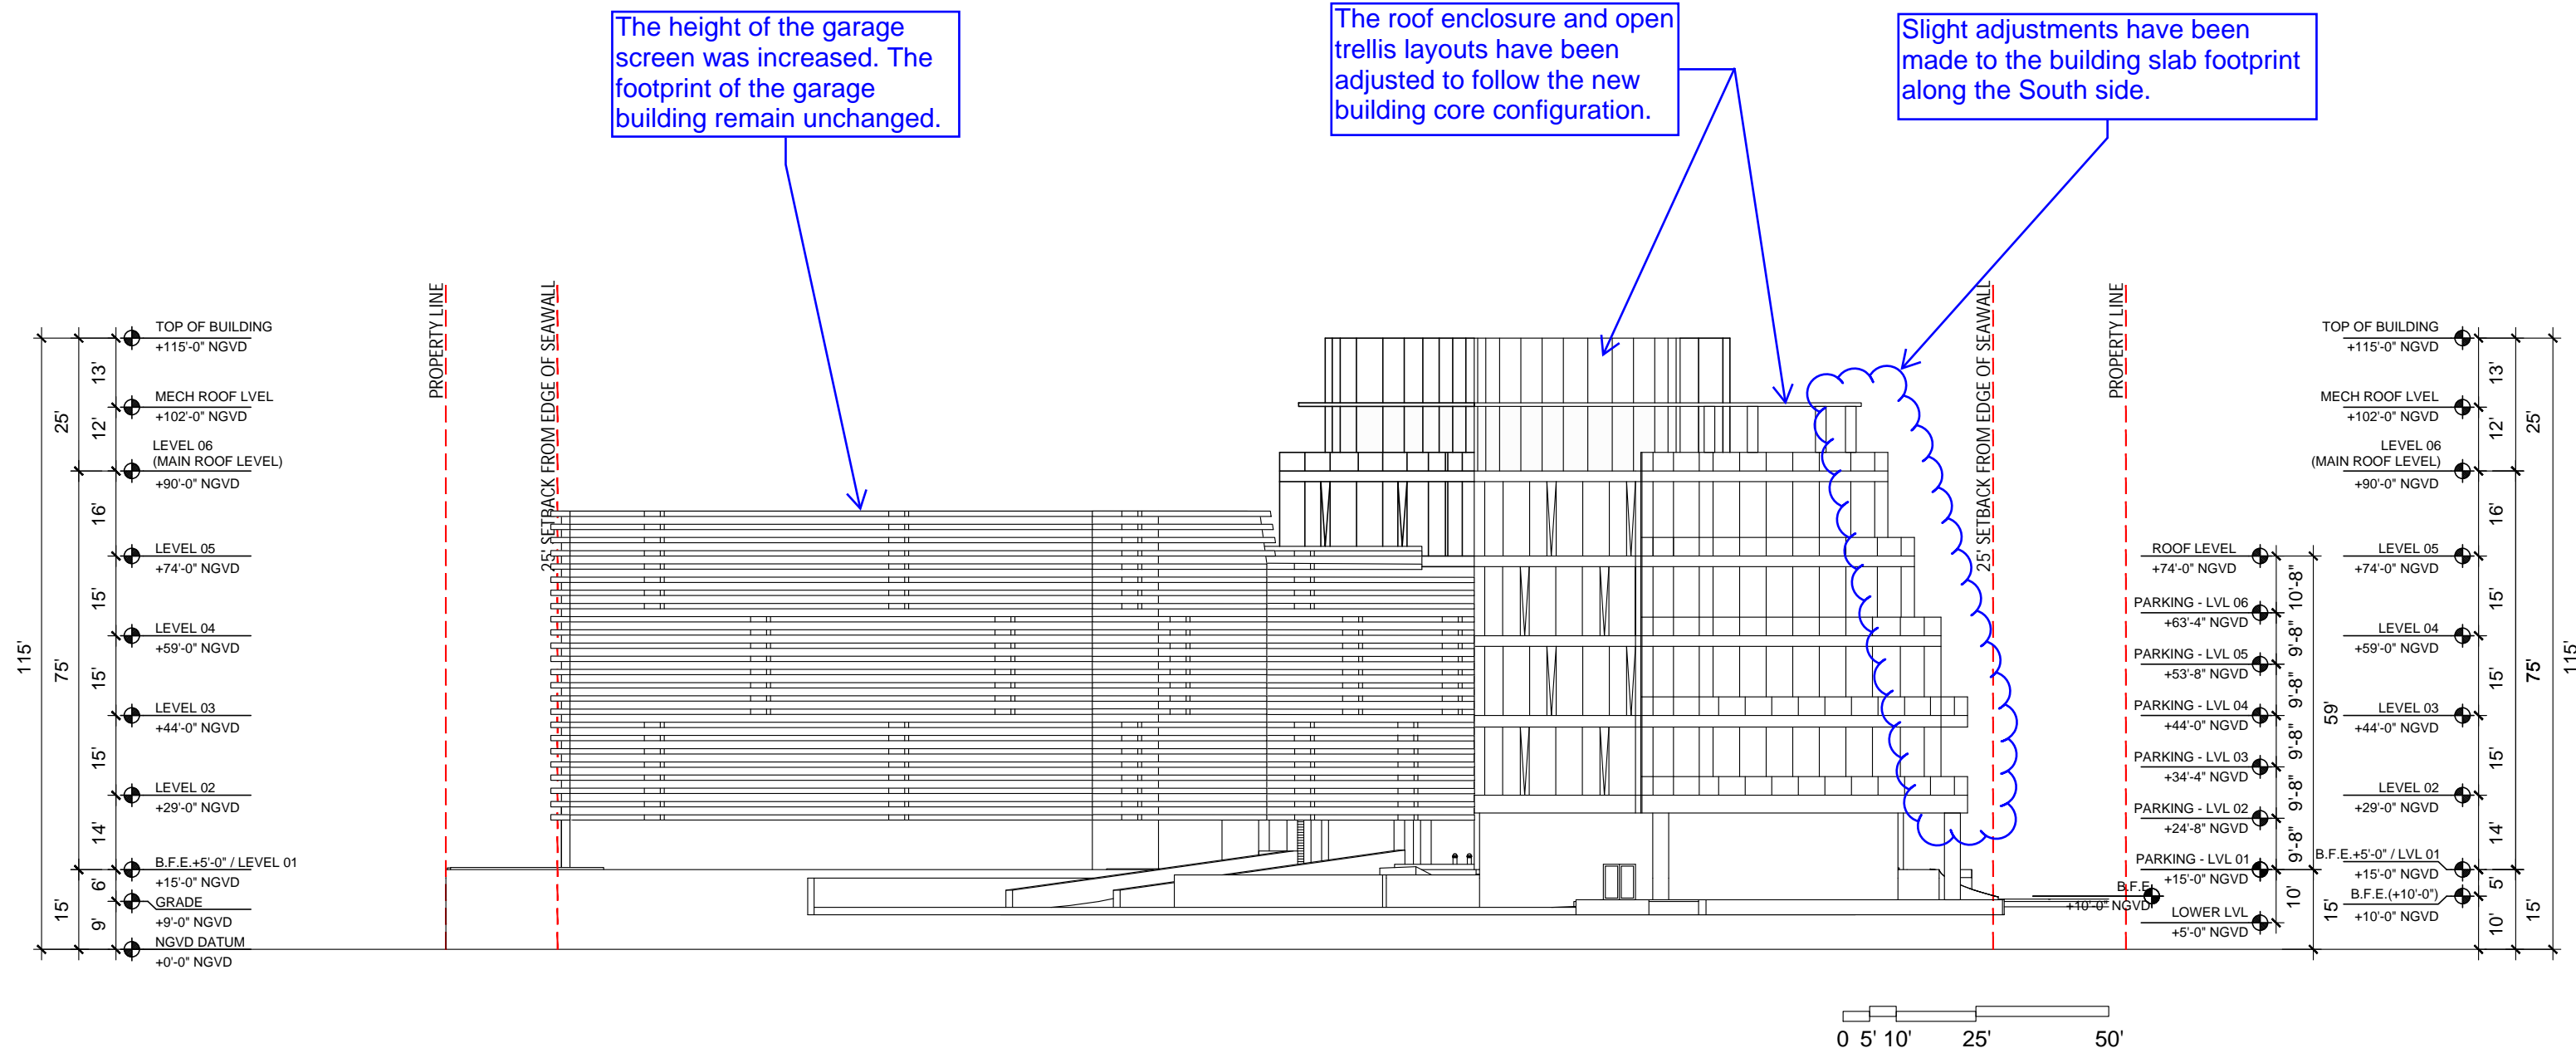 The height of the garage
screen was increased. The
footprint of the garage
building remain unchanged.
The roof enclosure and open
trellis layouts have been
adjusted to follow the new
building core configuration.
Slight adjustments have been
made to the building slab footprint
along the South side.
PROPERTY LINE
25' SETBACK FROM EDGE OF SEAWALL
25' SETBACK FROM EDGE OF SEAWALL
PROPERTY LINE
TOP OF BUILDING
+115'-0" NGVD
MECH ROOF LVEL
+102'-0" NGVD
LEVEL 06
(MAIN ROOF LEVEL)
+90'-0" NGVD
LEVEL 05
+74'-0" NGVD
LEVEL 04
+59'-0" NGVD
LEVEL 03
+44'-0" NGVD
LEVEL 02
+29'-0" NGVD
B.F.E.+5'-0" / LEVEL 01
+15'-0" NGVD
GRADE
+9'-0" NGVD
NGVD DATUM
+0'-0" NGVD
115'
25'
75'
15'
13'
12'
16'
15'
15'
15'
14'
6'
9'
ROOF LEVEL
+74'-0" NGVD
PARKING - LVL 06
+63'-4" NGVD
PARKING - LVL 05
+53'-8" NGVD
PARKING - LVL 04
+44'-0" NGVD
PARKING - LVL 03
+34'-4" NGVD
PARKING - LVL 02
+24'-8" NGVD
PARKING - LVL 01
+15'-0" NGVD
B.F.E
+10'-0" NGVD
LOWER LVL
+5'-0" NGVD
10'-8"
9'-8"
9'-8"
9'-8"
9'-8"
9'-8"
10'
59'
15'
TOP OF BUILDING
+115'-0" NGVD
MECH ROOF LVEL
+102'-0" NGVD
LEVEL 06
(MAIN ROOF LEVEL)
+90'-0" NGVD
LEVEL 05
+74'-0" NGVD
LEVEL 04
+59'-0" NGVD
LEVEL 03
+44'-0" NGVD
LEVEL 02
+29'-0" NGVD
B.F.E.+5'-0" / LVL 01
+15'-0" NGVD
B.F.E.(+10'-0")
+10'-0" NGVD
13'
12'
16'
15'
15'
15'
14'
5'
10'
25'
75'
15'
115'
0 5' 10' 25' 50'